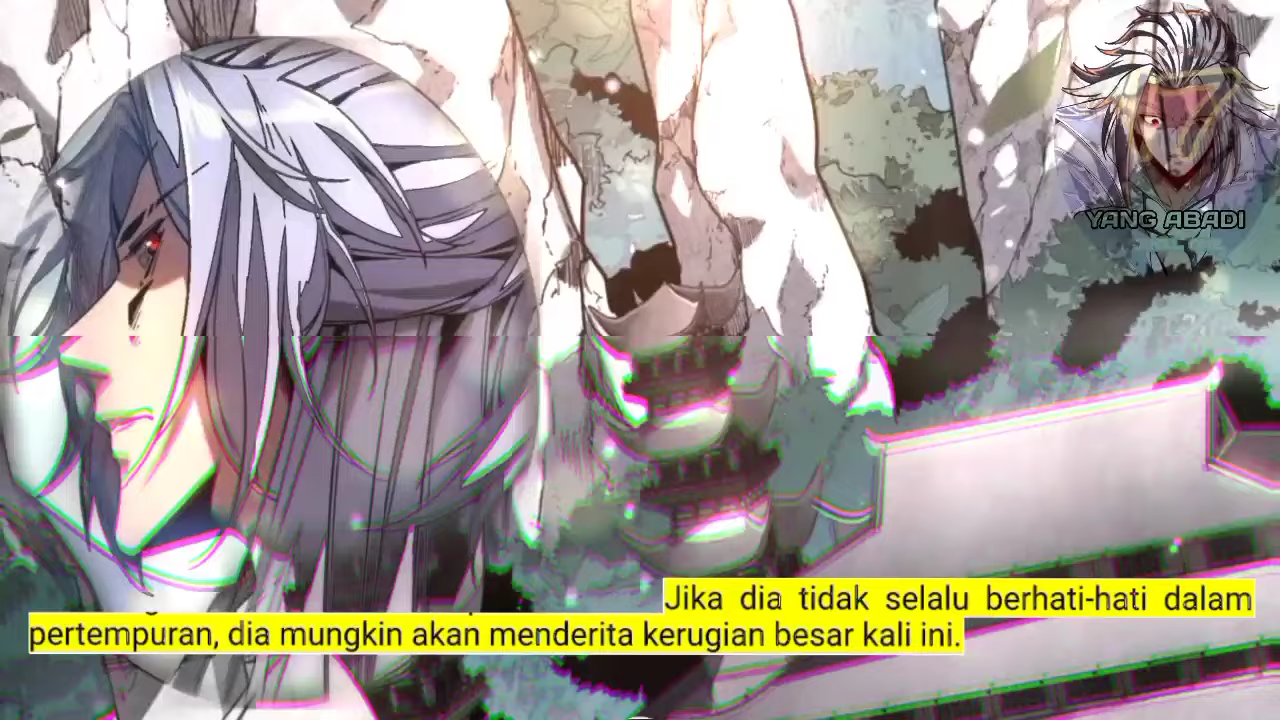 YANG ABADI
Jika dia tidak selalu berhati-hati dalam
pertempuran, dia mungkin akan menderita kerugian besar kali ini.